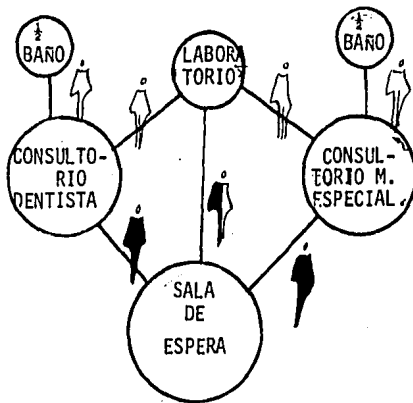 ½
BAÑO
LABORA
TORIO
½
BAÑO
CONSULTO-
RIO
DENTISTA
CONSUL-
TORIO M.
ESPECIAL.
SALA
DE
ESPERA